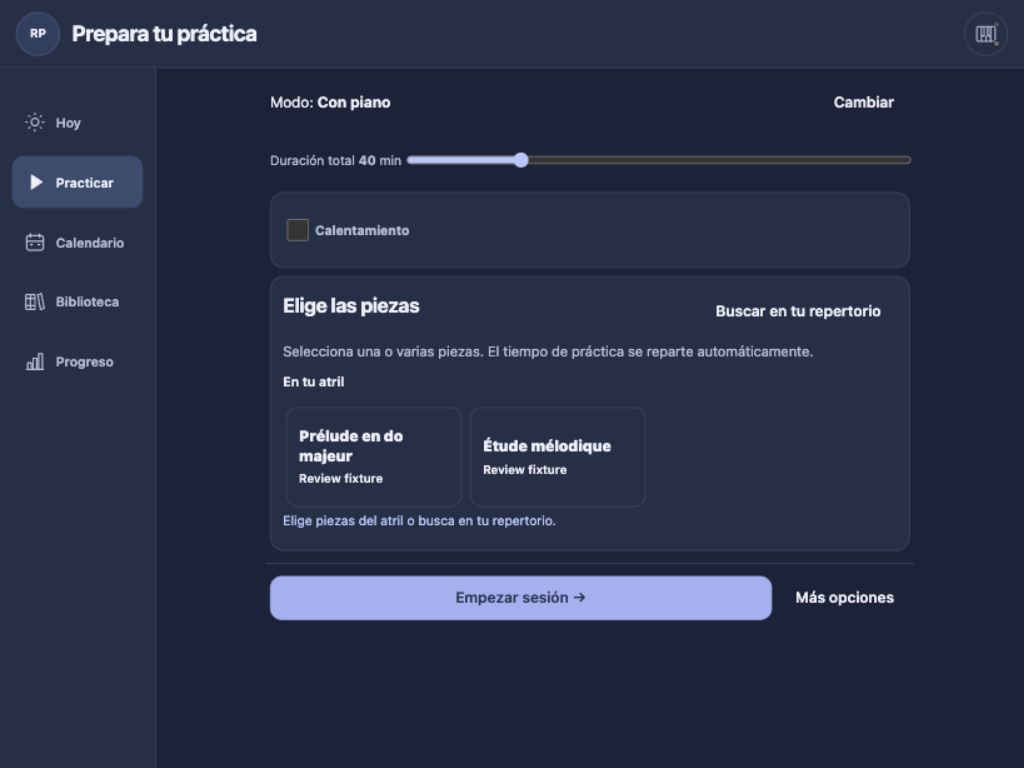 RP
Prepara tu práctica
Hoy
Practicar
Calendario
Biblioteca
Progreso
Modo: Con piano
Cambiar
Duración total 40 min
Calentamiento
Elige las piezas
Buscar en tu repertorio
Selecciona una o varias piezas. El tiempo de práctica se reparte automáticamente.
En tu atril
Prélude en do
majeur
Review fixture
Étude mélodique
Review fixture
Elige piezas del atril o busca en tu repertorio.
Empezar sesión →
Más opciones